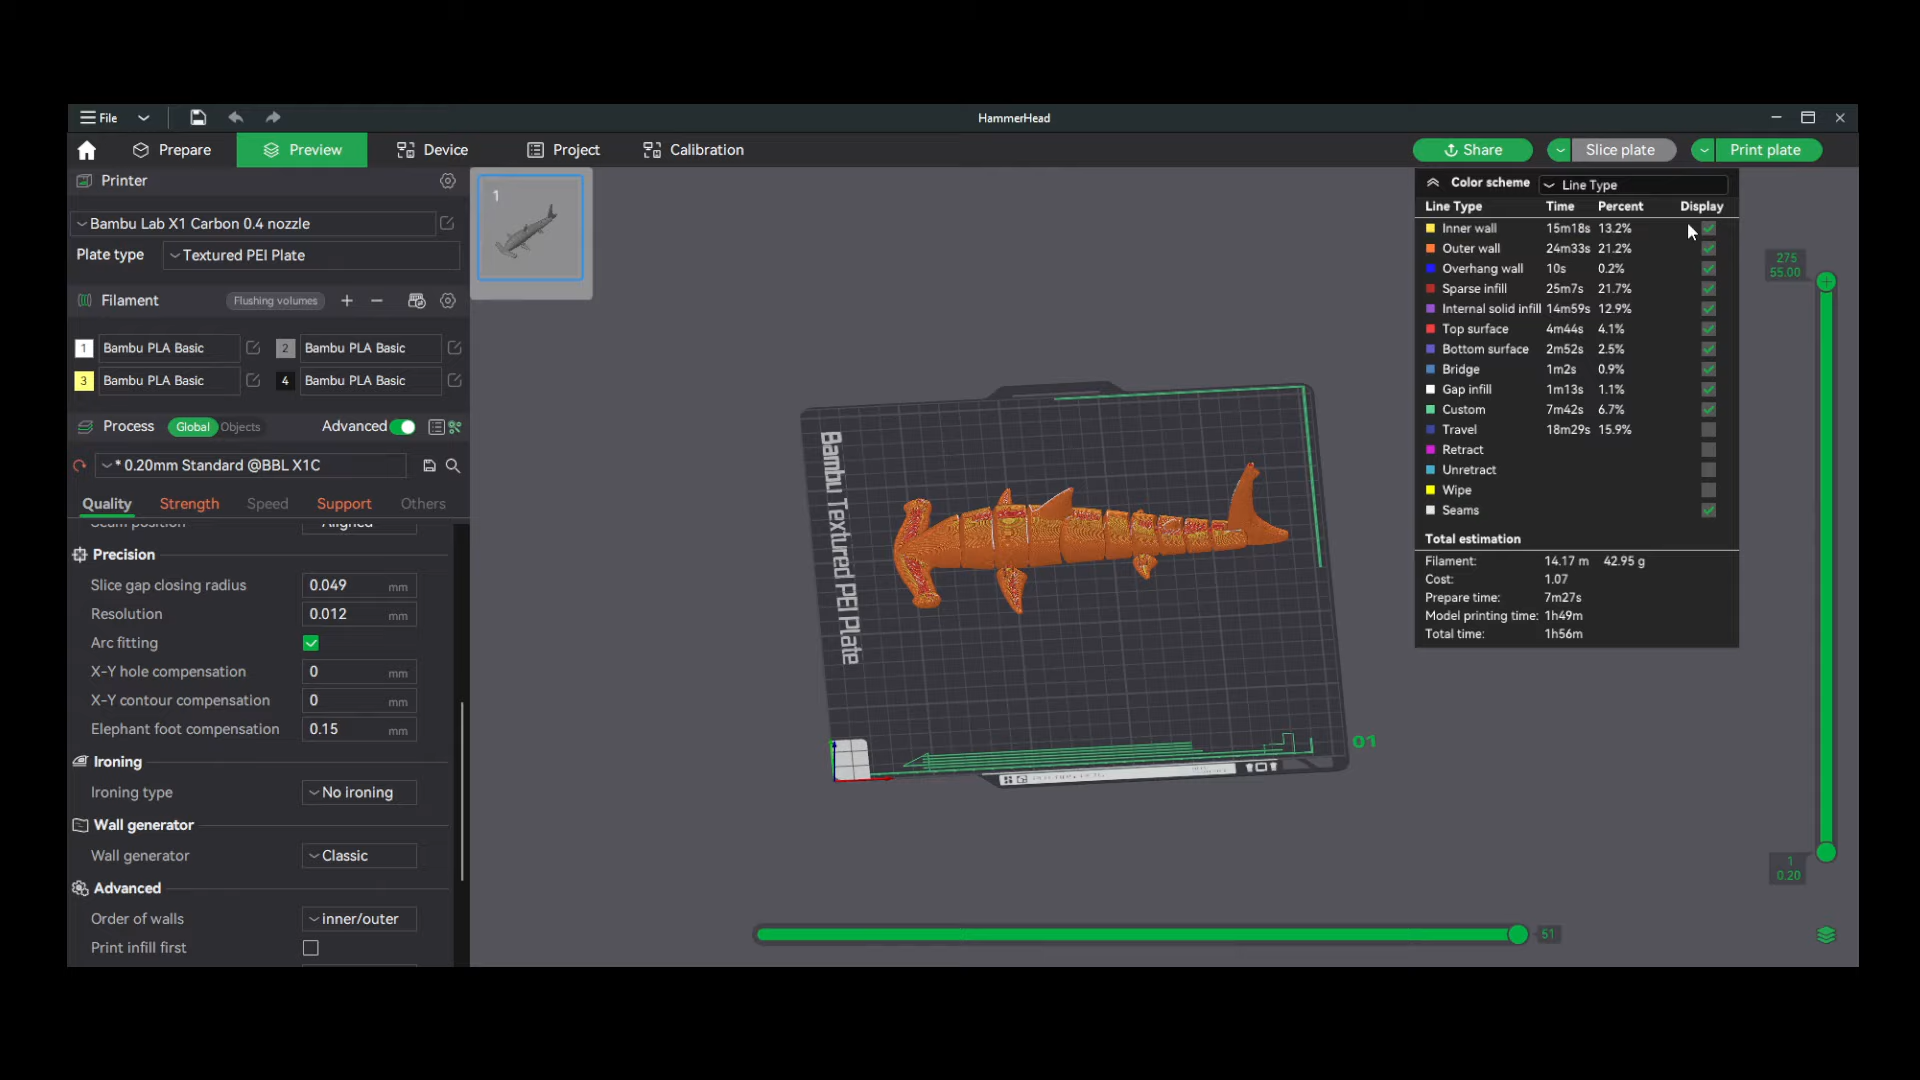 File
HammerHead
Prepare
Preview
Device
Project
Calibration
Share
Slice plate
Print plate
Printer
Bambu Lab X1 Carbon 0.4 nozzle
Plate type
Textured PEI Plate
Filament
Flushing volumes
1 Bambu PLA Basic
2 Bambu PLA Basic
3 Bambu PLA Basic
4 Bambu PLA Basic
Process Global Objects Advanced
* 0.20mm Standard @BBL X1C
Quality Strength Speed Support Others
Seam position Aligned
Precision
Slice gap closing radius 0.049 mm
Resolution 0.012 mm
Arc fitting
X-Y hole compensation 0 mm
X-Y contour compensation 0 mm
Elephant foot compensation 0.15 mm
Ironing
Ironing type No ironing
Wall generator
Wall generator Classic
Advanced
Order of walls inner/outer
Print infill first
1
Bambu Textured PEI Plate
01
51
Color scheme Line Type
Line Type Time Percent Display
Inner wall 15m18s 13.2%
Outer wall 24m33s 21.2%
Overhang wall 10s 0.2%
Sparse infill 25m7s 21.7%
Internal solid infill 14m59s 12.9%
Top surface 4m44s 4.1%
Bottom surface 2m52s 2.5%
Bridge 1m2s 0.9%
Gap infill 1m13s 1.1%
Custom 7m42s 6.7%
Travel 18m29s 15.9%
Retract
Unretract
Wipe
Seams
Total estimation
Filament: 14.17 m 42.95 g
Cost: 1.07
Prepare time: 7m27s
Model printing time: 1h49m
Total time: 1h56m
275
55.00
1
0.20